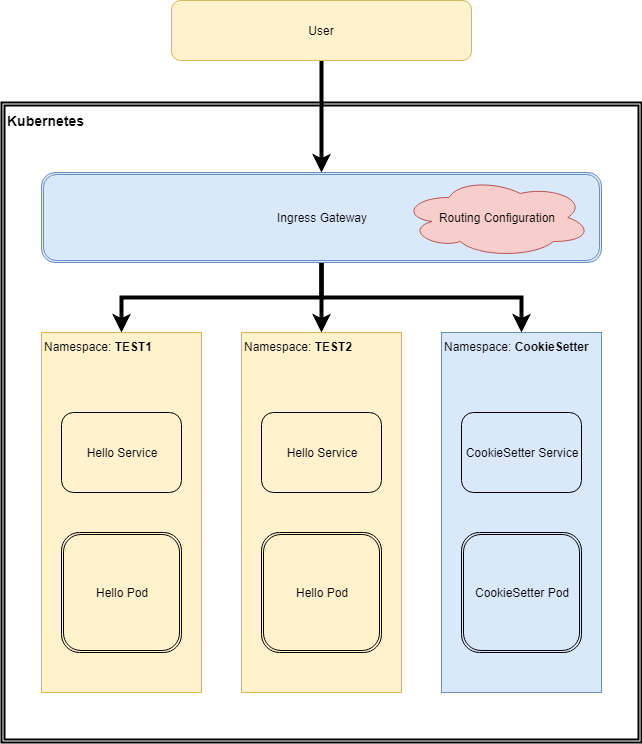 User
Kubernetes
Ingress Gateway
Routing Configuration
Namespace: TEST1
Namespace: TEST2
Namespace: CookieSetter
Hello Service
Hello Service
CookieSetter Service
Hello Pod
Hello Pod
CookieSetter Pod